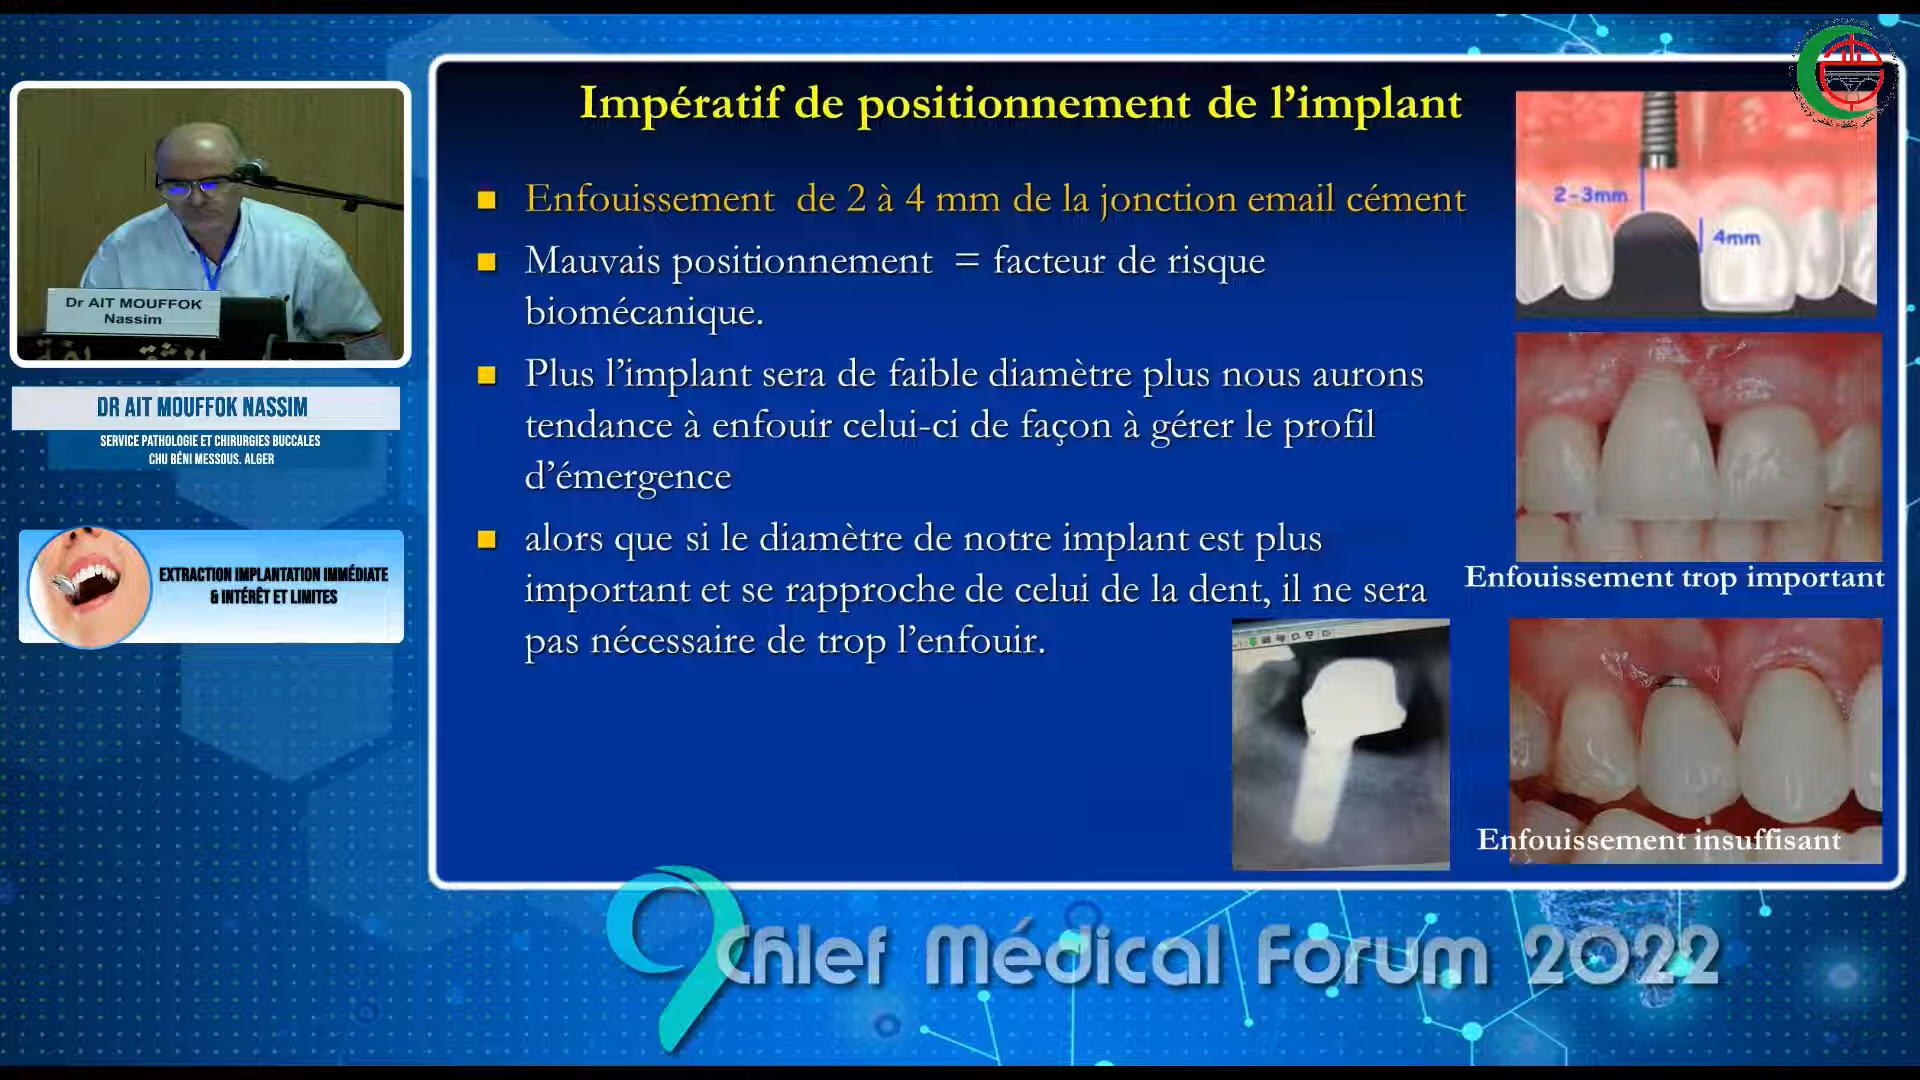 Impératif de positionnement de l'implant
Enfouissement de 2 à 4 mm de la jonction email cément
Mauvais positionnement = facteur de risque
biomécanique.
Plus l'implant sera de faible diamètre plus nous aurons
tendance à enfouir celui-ci de façon à gérer le profil
d'émergence
alors que si le diamètre de notre implant est plus
important et se rapproche de celui de la dent, il ne sera
pas nécessaire de trop l'enfouir.
2-3mm
4mm
Enfouissement trop important
Enfouissement insuffisant
Dr AIT MOUFFOK
Nassim
DR AIT MOUFFOK NASSIM
SERVICE PATHOLOGIE ET CHIRURGIES BUCCALES
CHU BÉNI MESSOUS. ALGER
EXTRACTION IMPLANTATION IMMÉDIATE
& INTÉRÊT ET LIMITES
9 Chlef Médical Forum 2022